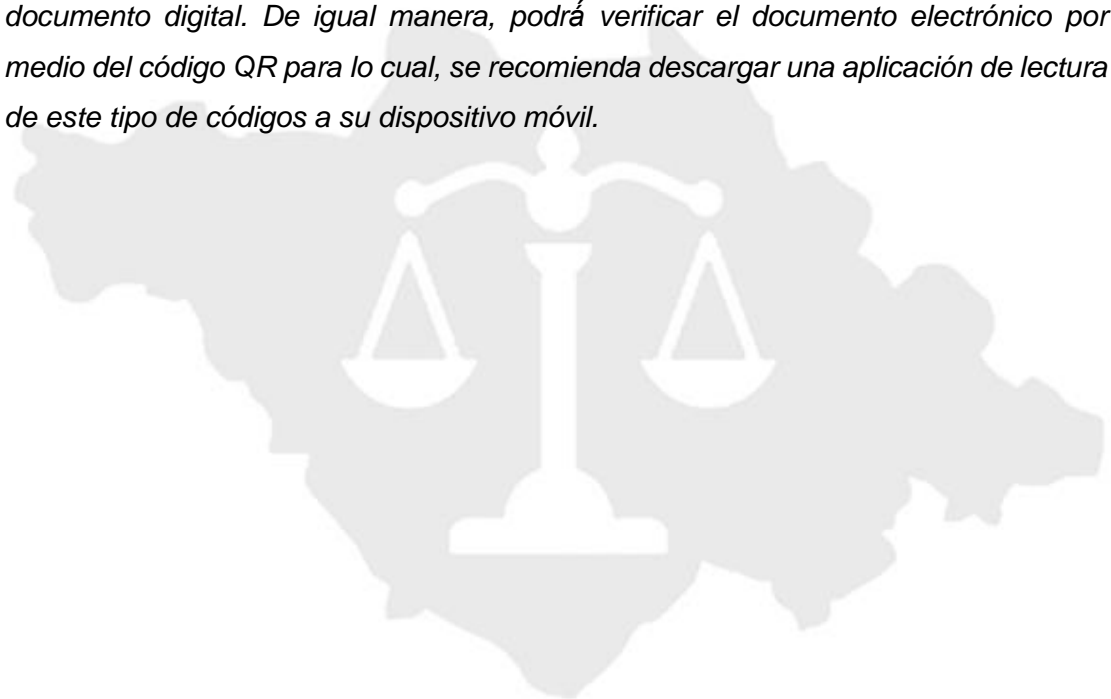 documento digital. De igual manera, podrá verificar el documento electrónico por
medio del código QR para lo cual, se recomienda descargar una aplicación de lectura
de este tipo de códigos a su dispositivo móvil.